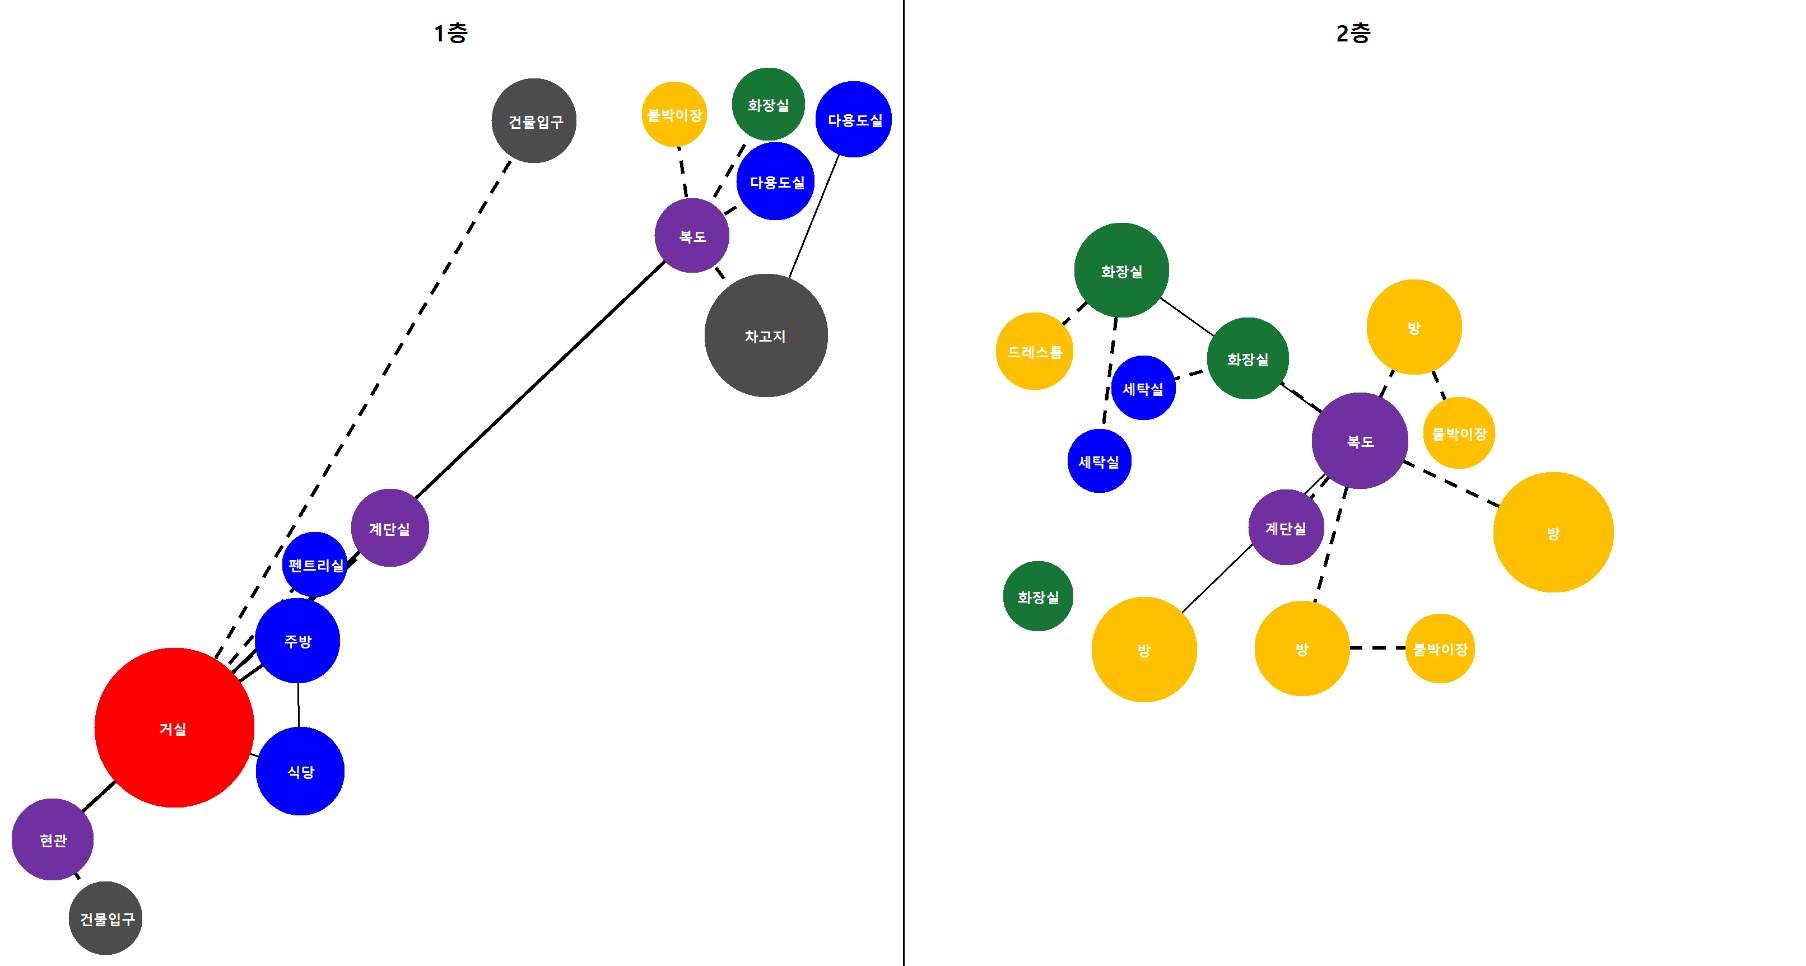 1층
건물입구
붙박이장
화장실
다용도실
다용도실
복도
차고지
계단실
펜트리실
주방
거실
식당
현관
건물입구
2층
화장실
드레스룸
화장실
세탁실
방
복도
붙박이장
세탁실
계단실
방
화장실
방
방
붙박이장